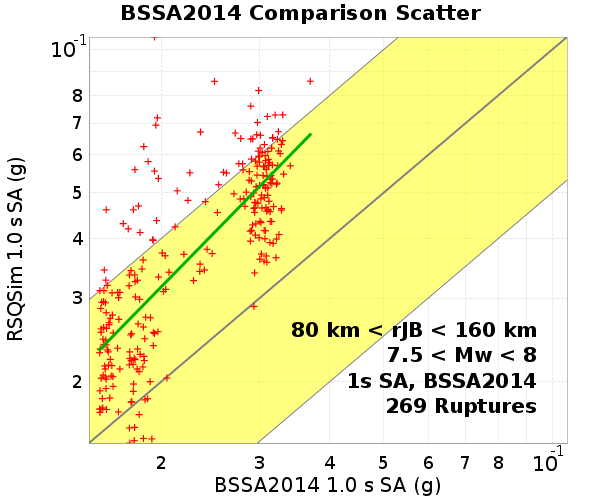 BSSA2014 Comparison Scatter
10⁻¹
8
7
6
5
4
3
2
RSQSim 1.0 s SA (g)
80 km < rJB < 160 km
7.5 < Mw < 8
1s SA, BSSA2014
269 Ruptures
2 3 4 5 6 7 8 10⁻¹
BSSA2014 1.0 s SA (g)